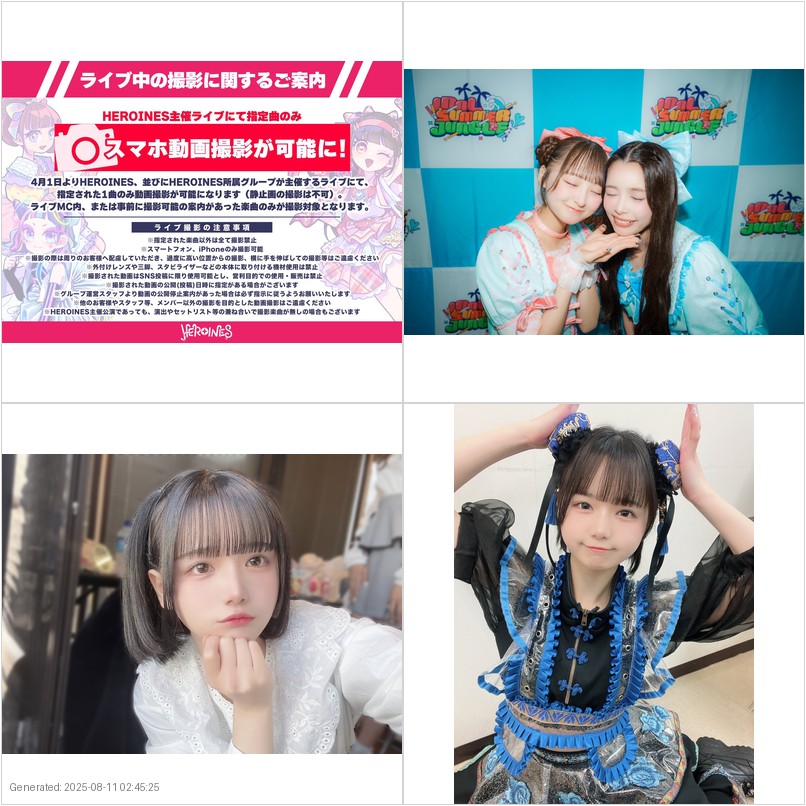 ライブ中の撮影に関するご案内
HEROINES主催ライブにて指定曲のみ
スマホ動画撮影が可能に!
4月1日よりHEROINES、並びにHEROINES所属グループが主催するライブにて、
指定された1曲のみ動画撮影が可能になります（静止画の撮影は不可）。
ライブMC内、または事前に撮影可能の案内があった楽曲のみが撮影対象となります。
ライブ撮影の注意事項
※指定された楽曲以外は全て撮影禁止
※スマートフォン、iPhoneのみ撮影可能
※撮影の際は周りのお客様へ配慮していただき、過度に高い位置からの撮影、横に手を伸ばしての撮影等はご遠慮ください
※外付けレンズや三脚、スタビライザーなどの本体に取り付ける機材使用は禁止
※撮影された動画はSNS投稿に限り使用可能とし、営利目的での使用・販売は禁止
※撮影された動画の公開(投稿)日時に指定がある場合がございます
※グループ運営スタッフより動画の公開停止案内があった場合は必ず指示に従うようお願いいたします
※他のお客様やスタッフ等、メンバー以外の撮影を目的とした動画撮影はご遠慮ください
※HEROINES主催公演であっても、演出やセットリスト等の兼ね合いで撮影楽曲が無しの場合もございます
HEROINES
IDOL
SUMMER
JUNGLE
IDOL
SUMMER
JUNGLE
Generated: 2025-08-11 02:45:25